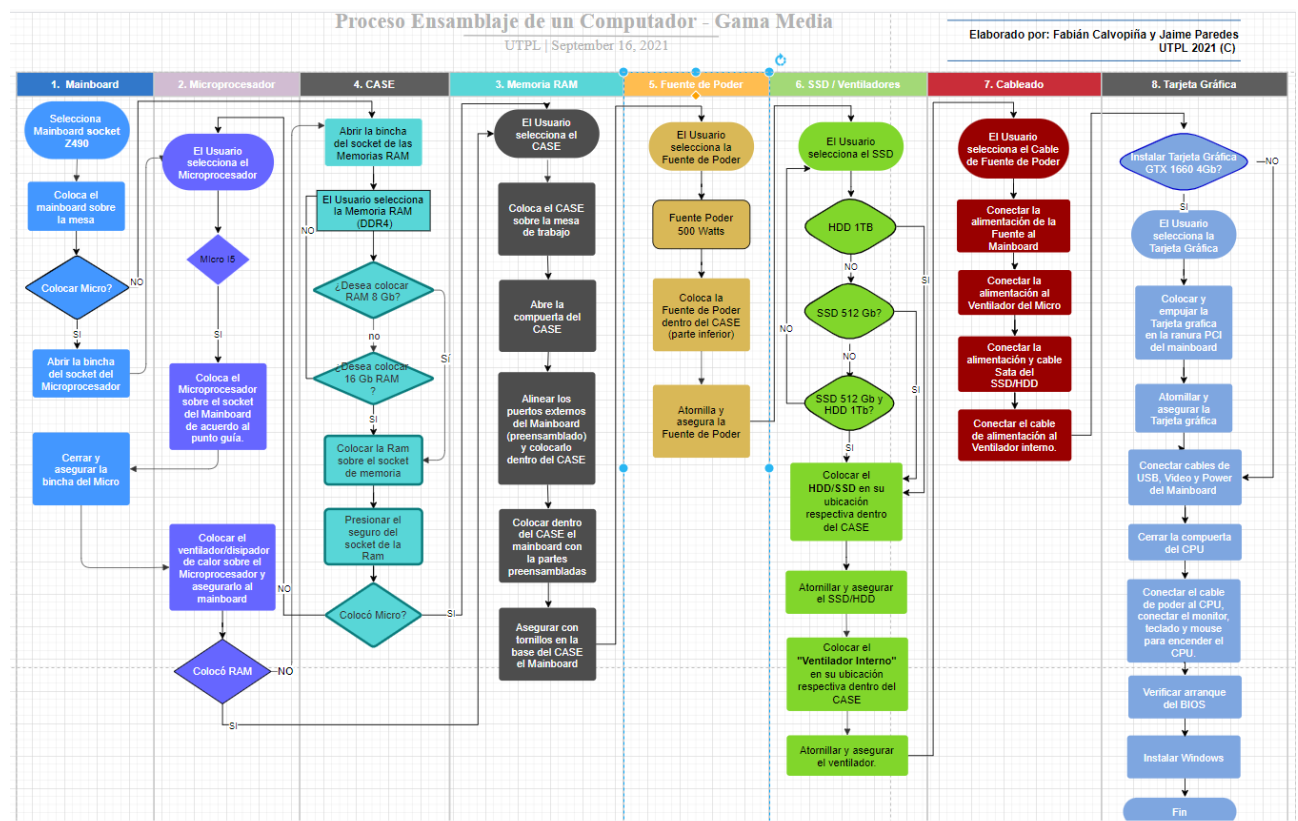 Proceso Ensamblaje de un Computador - Gama Media
UTPL | September 16, 2021
Elaborado por: Fabián Calvopiña y Jaime Paredes
UTPL 2021 (C)
1. Mainboard
2. Microprocesador
4. CASE
3. Memoria RAM
5. Fuente de Poder
6. SSD / Ventiladores
7. Cableado
8. Tarjeta Gráfica
Selecciona
Mainboard socket
Z490
Coloca el
mainboard sobre
la mesa
Colocar Micro?
NO
SI
Abrir la bincha
del socket del
Microprocesador
Cerrar y
asegurar la
bincha del Micro
El Usuario
selecciona el
Microprocesador
Micro I5
SI
Coloca el
Microprocesador
sobre el socket
del Mainboard
de acuerdo al
punto guía.
Colocar el
ventilador/disipador
de calor sobre el
Microprocesador y
asegurarlo al
mainboard
Colocó RAM
NO
SI
Abrir la bincha
del socket de las
Memorias RAM
El Usuario selecciona
la Memoria RAM
(DDR4)
NO
¿Desea colocar
RAM 8 Gb?
no
Sí
¿Desea colocar
16 Gb RAM
?
SI
Colocar la Ram
sobre el socket
de memoria
Presionar el
seguro del
socket de la
Ram
NO
Colocó Micro?
SI
El Usuario
selecciona el
CASE
Coloca el CASE
sobre la mesa
de trabajo
Abre la
compuerta del
CASE
Alinear los
puertos externos
del Mainboard
(preensamblado)
y colocarlo
dentro del CASE
Colocar dentro
del CASE el
mainboard con
la partes
preensambladas
Asegurar con
tornillos en la
base del CASE
el Mainboard
El Usuario
selecciona la
Fuente de Poder
Fuente Poder
500 Watts
Coloca la
Fuente de Poder
dentro del CASE
(parte inferior)
Atornilla y
asegura la
Fuente de Poder
El Usuario
selecciona el SSD
HDD 1TB
NO
SI
SSD 512 Gb?
NO
NO
SI
SSD 512 Gb y
HDD 1Tb?
SI
Colocar el
HDD/SSD en su
ubicación
respectiva dentro
del CASE
Atornillar y asegurar
el SSD/HDD
Colocar el
"Ventilador Interno"
en su ubicación
respectiva dentro del
CASE
Atornillar y asegurar
el ventilador.
El Usuario
selecciona el Cable
de Fuente de Poder
Conectar la
alimentación de la
Fuente al
Mainboard
Conectar la
alimentación al
Ventilador del Micro
Conectar la
alimentación y cable
Sata del
SSD/HDD
Conectar el cable
de alimentación al
Ventilador interno.
Instalar Tarjeta Gráfica
GTX 1660 4Gb?
NO
SI
El Usuario
selecciona la
Tarjeta Gráfica
Colocar y
empujar la
Tarjeta grafica
en la ranura PCI
del mainboard
Atornillar y
asegurar la
Tarjeta gráfica
Conectar cables de
USB, Video y Power
del Mainboard
Cerrar la compuerta
del CPU
Conectar el cable
de poder al CPU,
conectar el monitor,
teclado y mouse
para encender el
CPU.
Verificar arranque
del BIOS
Instalar Windows
Fin